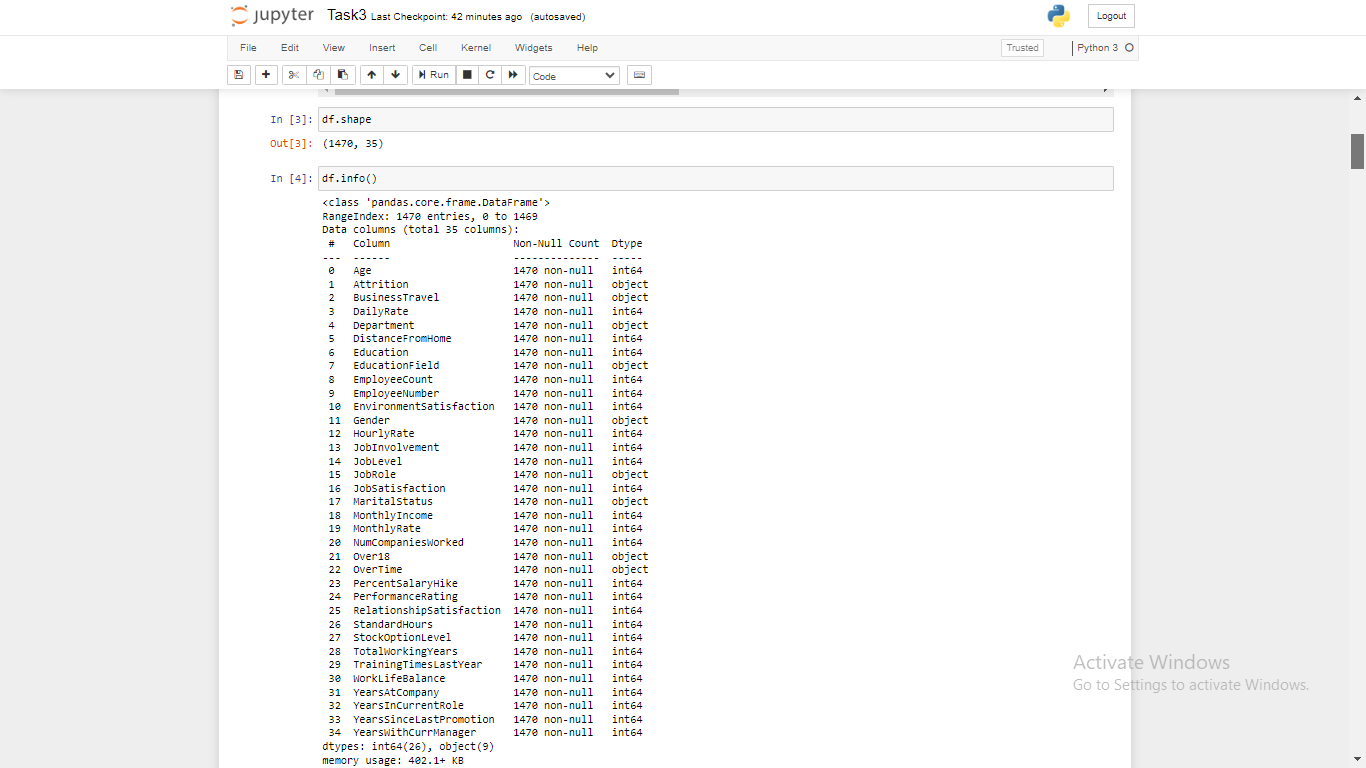 jupyter Task3 Last Checkpoint: 42 minutes ago (autosaved)
Logout
File Edit View Insert Cell Kernel Widgets Help
Trusted
Python 3
Run
Code
In [3]: df.shape
Out[3]: (1470, 35)
In [4]: df.info()
<class 'pandas.core.frame.DataFrame'>
RangeIndex: 1470 entries, 0 to 1469
Data columns (total 35 columns):
# Column Non-Null Count Dtype
--- ------ -------------- -----
0 Age 1470 non-null int64
1 Attrition 1470 non-null object
2 BusinessTravel 1470 non-null object
3 DailyRate 1470 non-null int64
4 Department 1470 non-null object
5 DistanceFromHome 1470 non-null int64
6 Education 1470 non-null int64
7 EducationField 1470 non-null object
8 EmployeeCount 1470 non-null int64
9 EmployeeNumber 1470 non-null int64
10 EnvironmentSatisfaction 1470 non-null int64
11 Gender 1470 non-null object
12 HourlyRate 1470 non-null int64
13 JobInvolvement 1470 non-null int64
14 JobLevel 1470 non-null int64
15 JobRole 1470 non-null object
16 JobSatisfaction 1470 non-null int64
17 MaritalStatus 1470 non-null object
18 MonthlyIncome 1470 non-null int64
19 MonthlyRate 1470 non-null int64
20 NumCompaniesWorked 1470 non-null int64
21 Over18 1470 non-null object
22 OverTime 1470 non-null object
23 PercentSalaryHike 1470 non-null int64
24 PerformanceRating 1470 non-null int64
25 RelationshipSatisfaction 1470 non-null int64
26 StandardHours 1470 non-null int64
27 StockOptionLevel 1470 non-null int64
28 TotalWorkingYears 1470 non-null int64
29 TrainingTimesLastYear 1470 non-null int64
30 WorkLifeBalance 1470 non-null int64
31 YearsAtCompany 1470 non-null int64
32 YearsInCurrentRole 1470 non-null int64
33 YearsSinceLastPromotion 1470 non-null int64
34 YearsWithCurrManager 1470 non-null int64
dtypes: int64(26), object(9)
memory usage: 402.1+ KB
Activate Windows
Go to Settings to activate Windows.